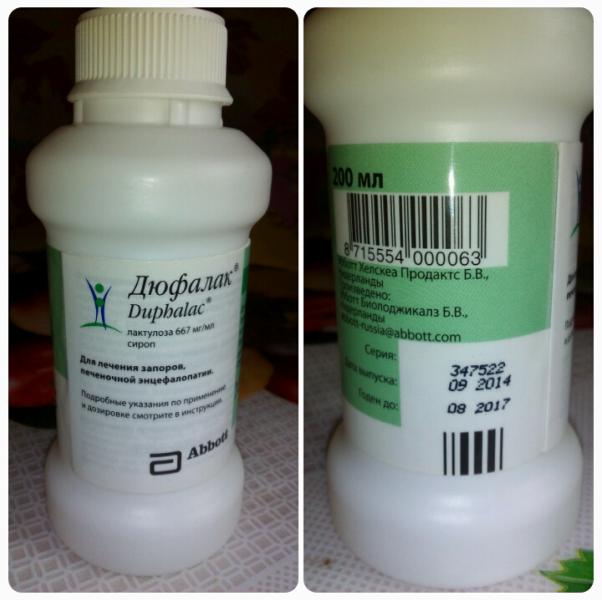 Дюфалак®
Duphalac®
лактулоза 667 мг/мл
сироп
Для лечения запоров,
печеночной энцефалопатии.
Подробные указания по применению
и дозировке смотрите в инструкции.
Abbott
200 мл
8 715554 000063
Эбботт Хелскеа Продактс Б.В.,
Нидерланды
Произведено:
Эбботт Биолоджикалз Б.В.,
Нидерланды
abbott-russia@abbott.com
Серия: 347522
Дата выпуска: 09 2014
Годен до: 08 2017